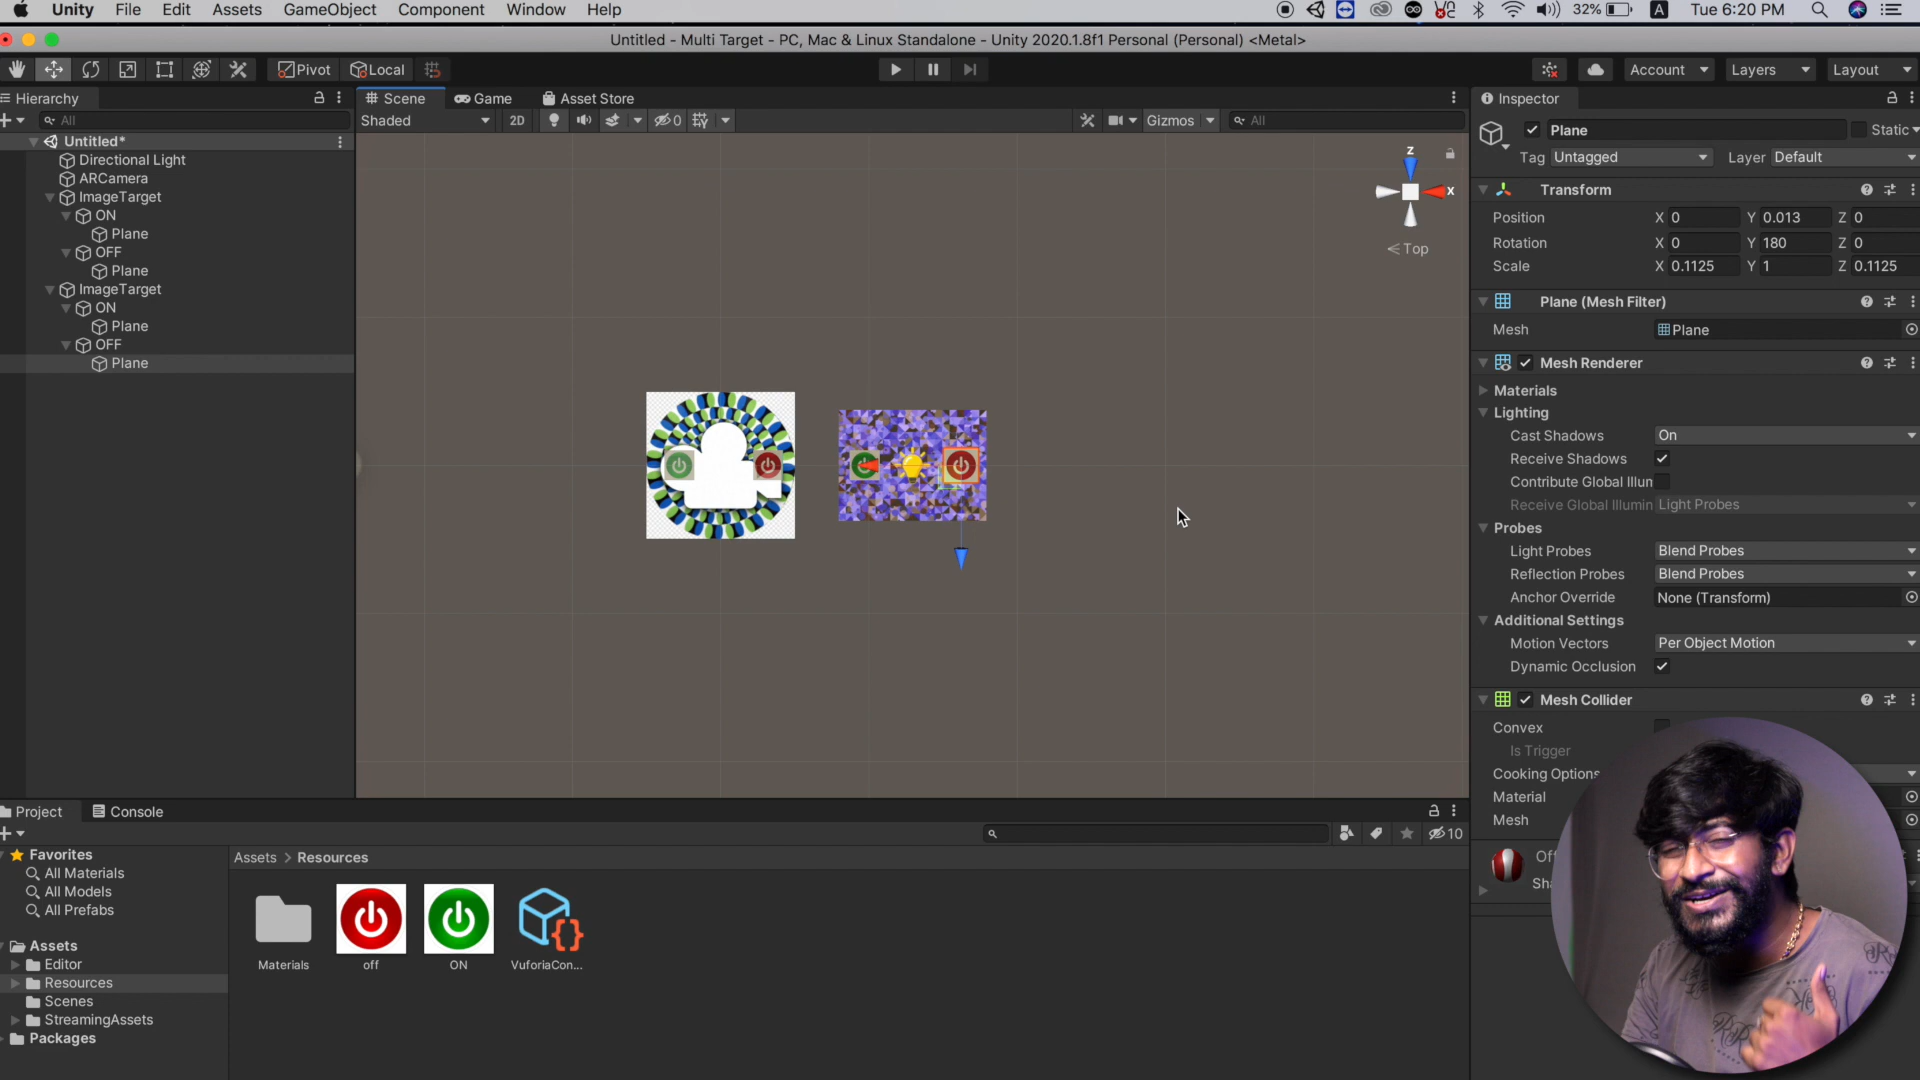 Unity File Edit Assets GameObject Component Window Help 32% A Tue 6:20 PM
Untitled - Multi Target - PC, Mac & Linux Standalone - Unity 2020.1.8f1 Personal (Personal) <Metal>
Pivot Local Account Layers Layout
Hierarchy
All
Untitled*
Directional Light
ARCamera
ImageTarget
ON
Plane
OFF
Plane
ImageTarget
ON
Plane
OFF
Plane
Scene Game Asset Store
Shaded 2D 0 Gizmos All
z
x
Top
Inspector
Plane Static
Tag Untagged Layer Default
Transform
Position X 0 Y 0.013 Z 0
Rotation X 0 Y 180 Z 0
Scale X 0.1125 Y 1 Z 0.1125
Plane (Mesh Filter)
Mesh Plane
Mesh Renderer
Materials
Lighting
Cast Shadows On
Receive Shadows
Contribute Global Illum
Receive Global Illumin Light Probes
Probes
Light Probes Blend Probes
Reflection Probes Blend Probes
Anchor Override None (Transform)
Additional Settings
Motion Vectors Per Object Motion
Dynamic Occlusion
Mesh Collider
Convex
Is Trigger
Cooking Options
Material
Mesh
Of
Sh
Project Console
10
Favorites
All Materials
All Models
All Prefabs
Assets
Editor
Resources
Scenes
StreamingAssets
Packages
Assets > Resources
Materials off ON VuforiaCon...